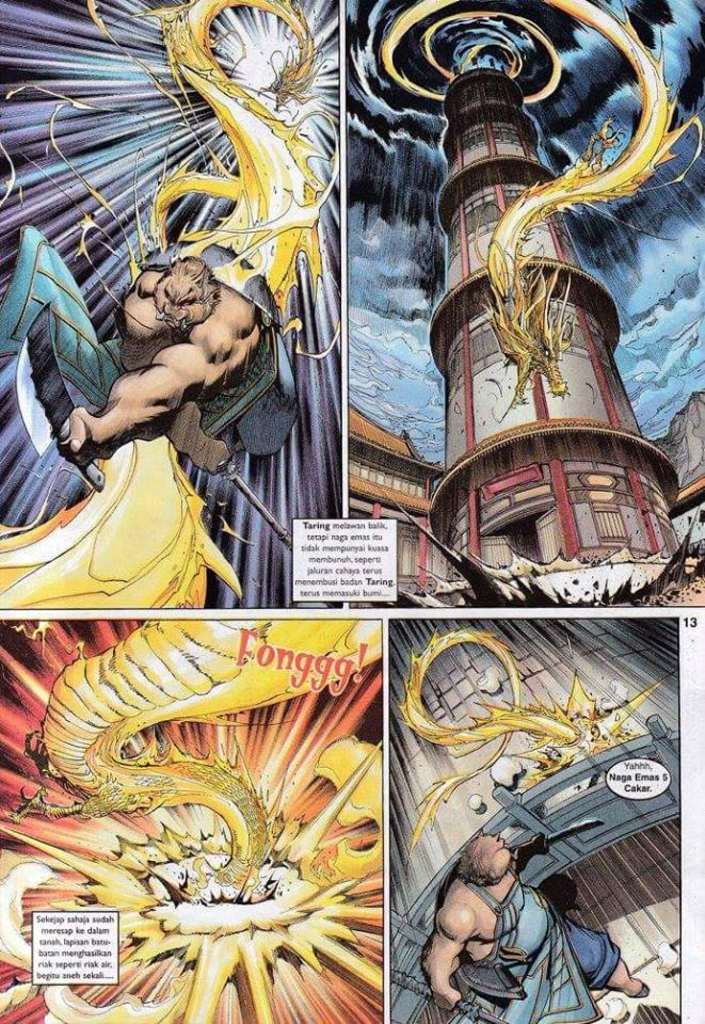 Taring melawan balik,
tetapi naga emas itu
tidak mempunyai kuasa
membunuh, seperti
jaluran cahaya terus
menembusi badan Taring,
terus memasuki bumi....
Fonggg!
Sekejap sahaja sudah
meresap ke dalam
tanah, lapisan batu-
batan menghasilkan
riak seperti riak air,
begitu aneh sekali.....
13
Yahhh,
Naga Emas 5
Cakar.